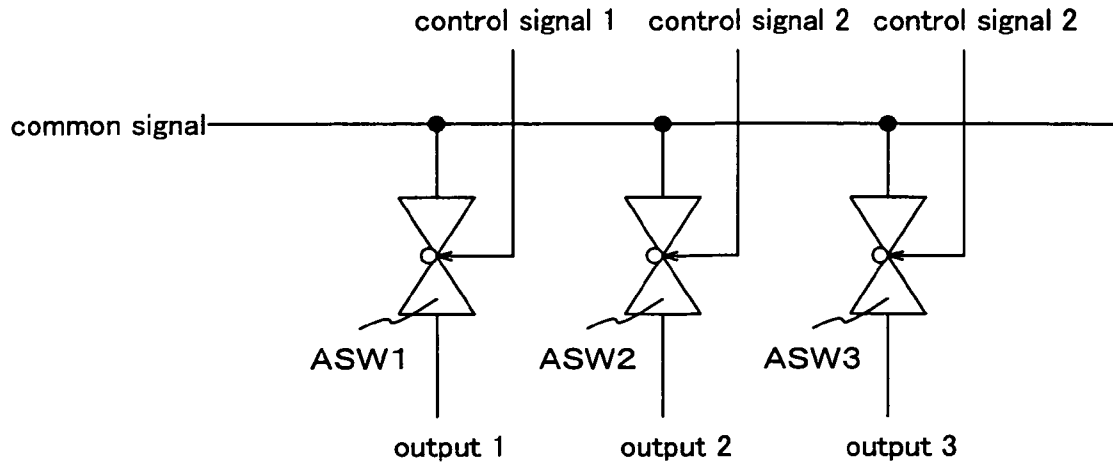 control signal 1 control signal 2 control signal 2
common signal
ASW1 ASW2 ASW3
output 1 output 2 output 3